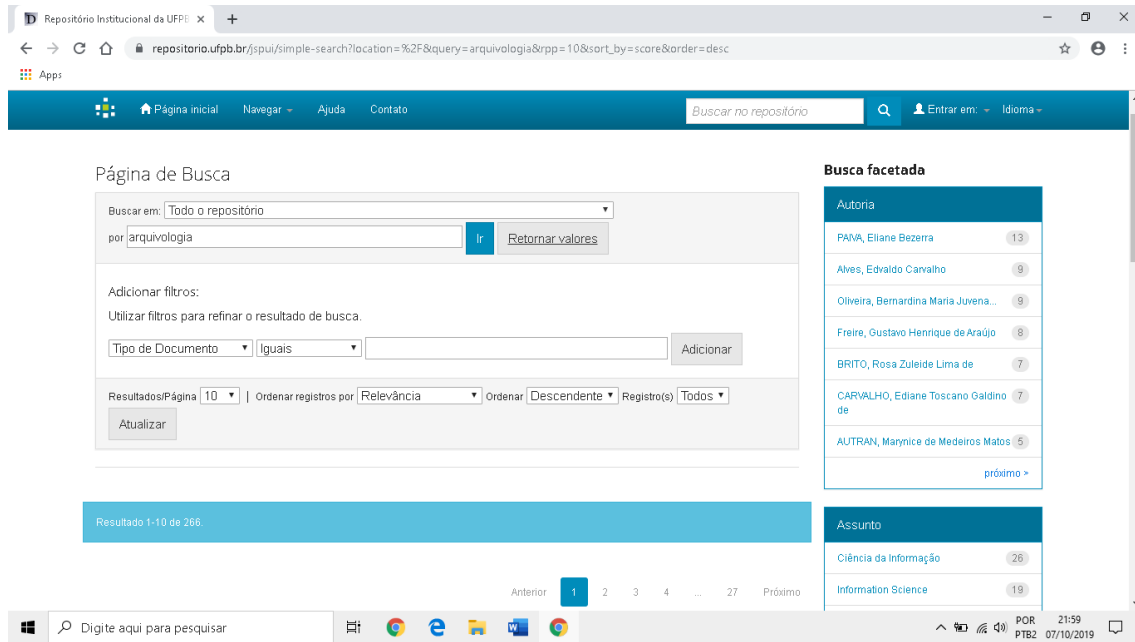 Repositório Institucional da UFPB
repositorio.ufpb.br/jspui/simple-search?location=%2F&query=arquivologia&rpp=10&sort_by=score&order=desc
Apps
Página inicial Navegar Ajuda Contato Buscar no repositório Entrar em: Idioma
Página de Busca
Buscar em: Todo o repositório
por arquivologia Ir Retornar valores
Adicionar filtros:
Utilizar filtros para refinar o resultado de busca.
Tipo de Documento Iguais Adicionar
Resultados/Página 10 | Ordenar registros por Relevância Ordenar Descendente Registro(s) Todos
Atualizar
Resultado 1-10 de 266.
Anterior 1 2 3 4 ... 27 Próximo
Busca facetada
Autoria
PAIVA, Eliane Bezerra 13
Alves, Edvaldo Carvalho 9
Oliveira, Bernardina Maria Juvena... 9
Freire, Gustavo Henrique de Araújo 8
BRITO, Rosa Zuleide Lima de 7
CARVALHO, Ediane Toscano Galdino 7
de
AUTRAN, Marynice de Medeiros Matos 5
próximo >
Assunto
Ciência da Informação 26
Information Science 19
Digite aqui para pesquisar
POR 21:59
PTB2 07/10/2019